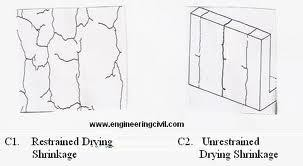 www.engineeringcivil.com
C1. Restrained Drying
Shrinkage
C2. Unrestrained
Drying Shrinkage